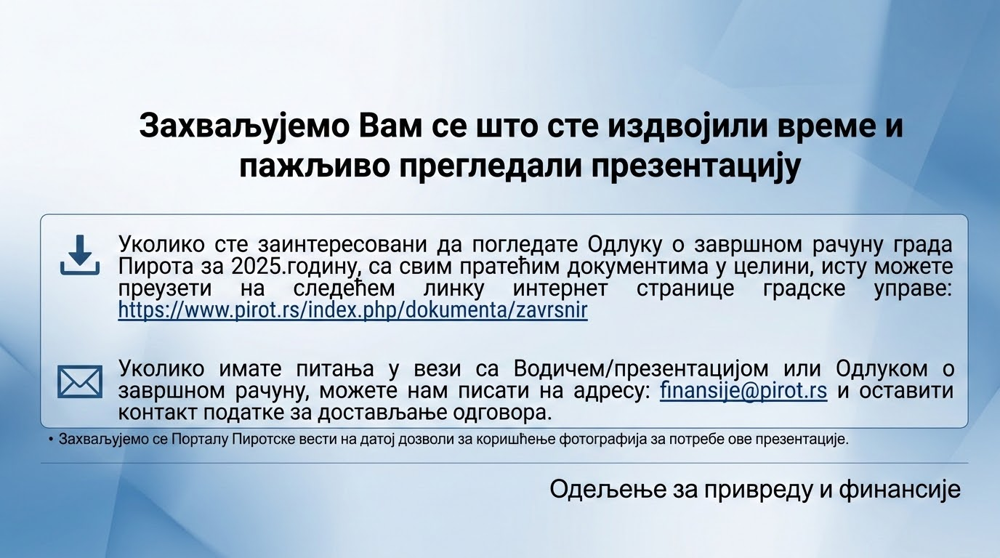 Захваљујемо Вам се што сте издвојили време и
пажљиво прегледали презентацију
Уколико сте заинтересовани да погледате Одлуку о завршном рачуну града
Пирота за 2025.годину, са свим пратећим документима у целини, исту можете
преузети на следећем линку интернет странице градске управе:
https://www.pirot.rs/index.php/dokumenta/zavrsnir
Уколико имате питања у вези са Водичем/презентацијом или Одлуком о
завршном рачуну, можете нам писати на адресу: finansije@pirot.rs и оставити
контакт податке за достављање одговора.
• Захваљујемо се Порталу Пиротске вести на датој дозволи за коришћење фотографија за потребе ове презентације.
Одељење за привреду и финансије